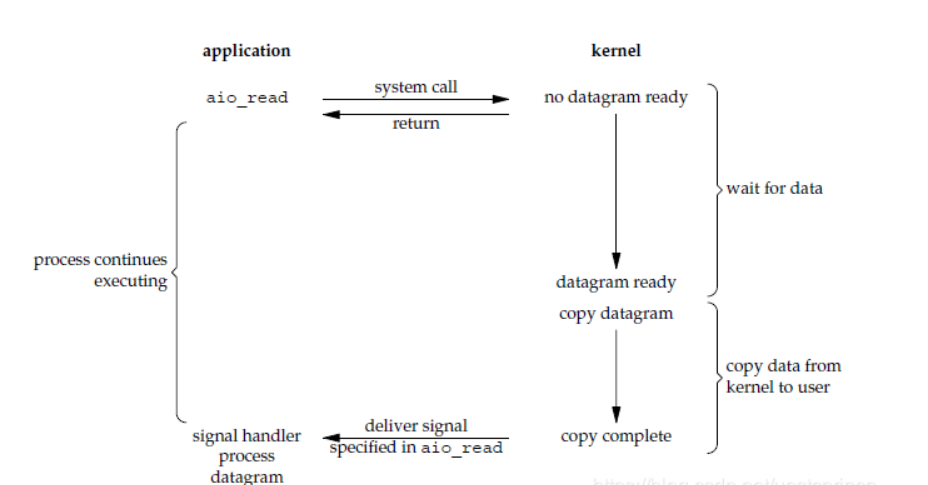 application
kernel
aio_read
system call
no datagram ready
return
wait for data
process continues
executing
datagram ready
copy datagram
copy data from
kernel to user
deliver signal
signal handler
specified in aio_read
copy complete
process
datagram